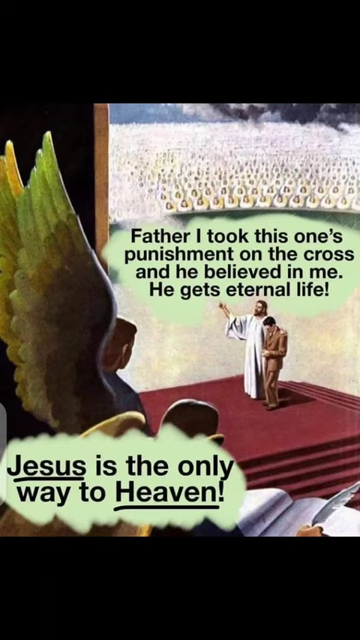 Father I took this one's
punishment on the cross
and he believed in me.
He gets eternal life!
Jesus is the only
way to Heaven!